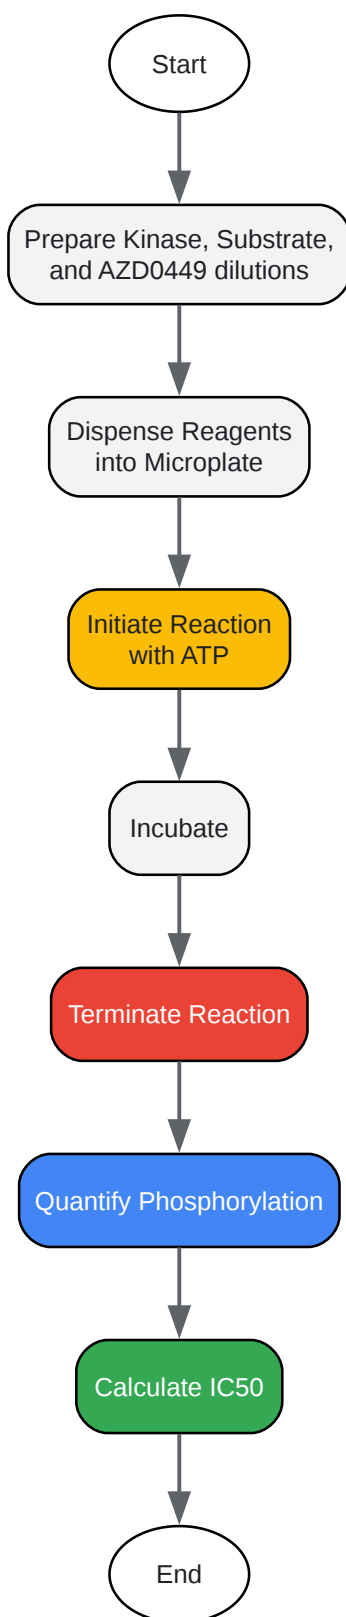 Start
Prepare Kinase, Substrate,
and AZD0449 dilutions
Dispense Reagents
into Microplate
Initiate Reaction
with ATP
Incubate
Terminate Reaction
Quantify Phosphorylation
Calculate IC50
End